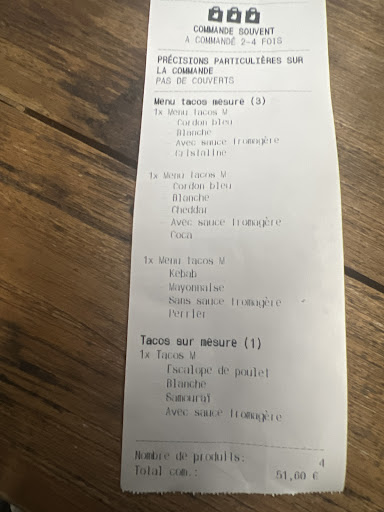 COMMANDE SOUVENT
A COMMANDÉ 2-4 FOIS
PRÉCISIONS PARTICULIÈRES SUR
LA COMMANDE
PAS DE COUVERTS
Menu tacos mesure (3)
1x Menu Tacos M
- Cordon bleu
- Blanche
- Avec sauce fromagère
- Cristaline
1x Menu Tacos M
- Cordon bleu
- Blanche
- Cheddar
- Avec sauce fromagère
- Coca
1x Menu Tacos M
Kebab
Mayonnaise
Sans sauce fromagère
Perrier
Tacos sur mesure (1)
1x Tacos M
Escalope de poulet
Blanche
Samouraï
Avec sauce fromagère
Nombre de produits: 4
Total com.: 51,60 €